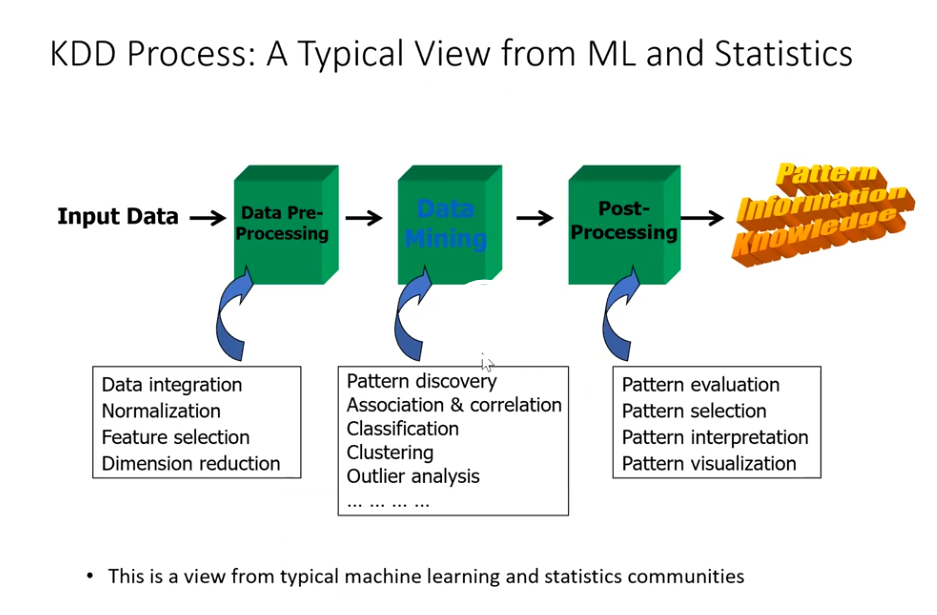 KDD Process: A Typical View from ML and Statistics
Input Data
Data Pre-
Processing
Data
Mining
Post-
Processing
Pattern
Information
Knowledge
Data integration
Normalization
Feature selection
Dimension reduction
Pattern discovery
Association & correlation
Classification
Clustering
Outlier analysis
... ... ... ...
Pattern evaluation
Pattern selection
Pattern interpretation
Pattern visualization
• This is a view from typical machine learning and statistics communities